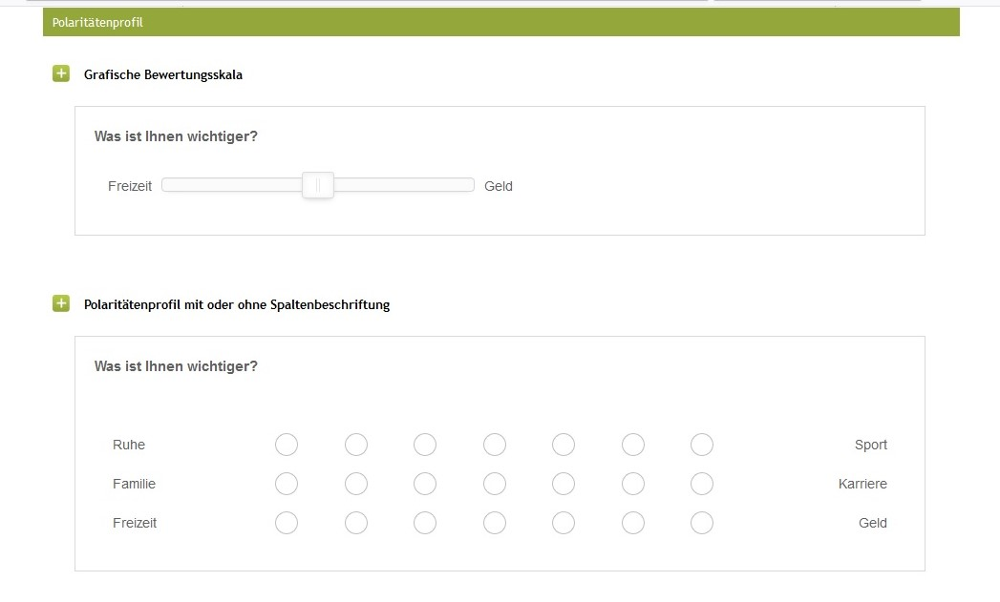 Polaritätenprofil
Grafische Bewertungsskala
Was ist Ihnen wichtiger?
Freizeit Geld
Polaritätenprofil mit oder ohne Spaltenbeschriftung
Was ist Ihnen wichtiger?
Ruhe Sport
Familie Karriere
Freizeit Geld